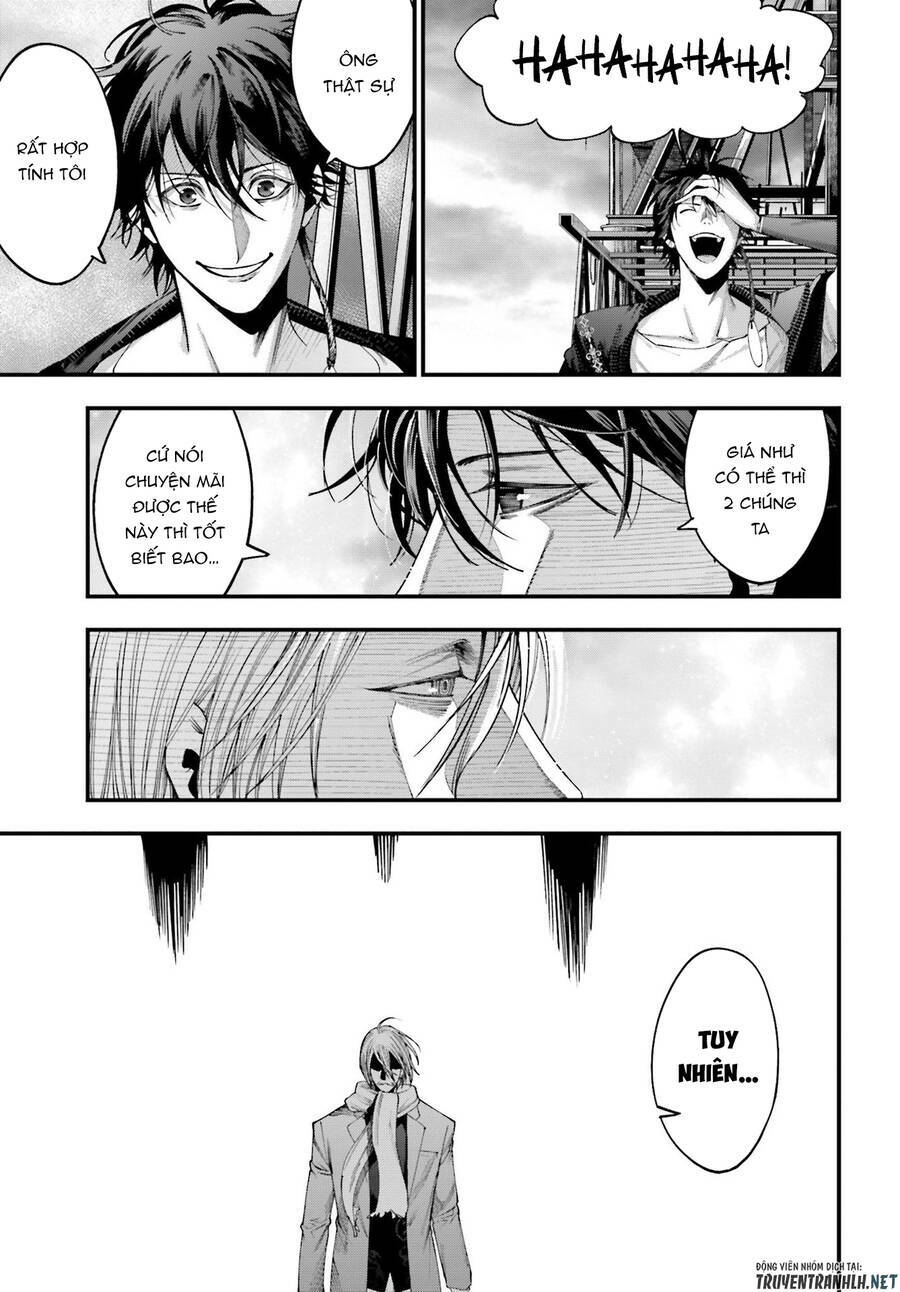 HAHAHAHAHAHA!
ÔNG
THẬT SỰ
RẤT HỢP
TÍNH TÔI
GIÁ NHƯ
CÓ THỂ THÌ
2 CHÚNG
TA
CỨ NÓI
CHUYỆN MÃI
ĐƯỢC THẾ
NÀY THÌ TỐT
BIẾT BAO...
TUY
NHIÊN...
ĐỘNG VIÊN NHÓM DỊCH TẠI:
TRUYENTRANHLH.NET